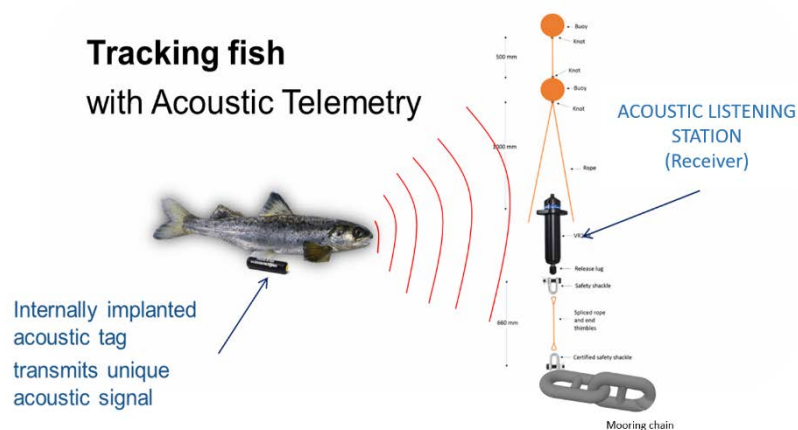 Tracking fish
with Acoustic Telemetry
Buoy
Knot
500 mm
Knot
Buoy
Knot
ACOUSTIC LISTENING
STATION
(Receiver)
Rope
Release lug
Safety shackle
Internally implanted
acoustic tag
transmits unique
acoustic signal
660 mm
Spliced rope
and end
thimbles
Certified safety shackle
Mooring chain